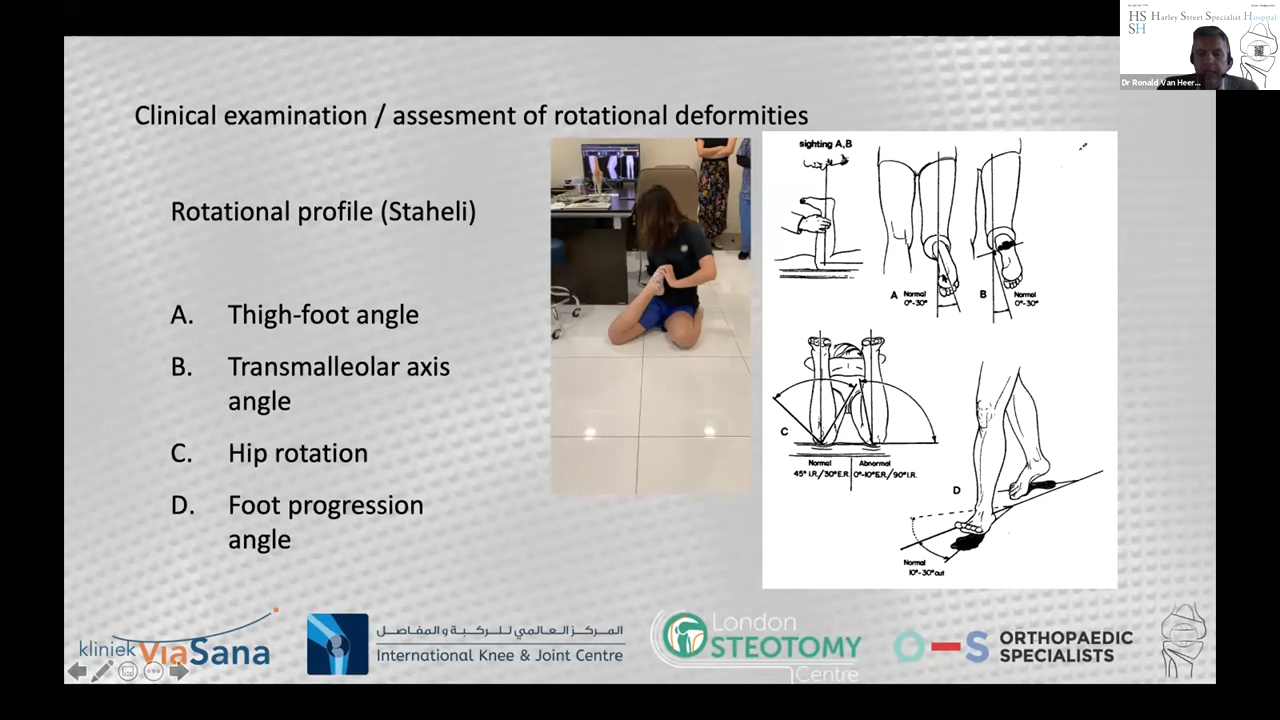 HS Harley Street Specialist Hospital
SH
Dr Ronald Van Heer...
Clinical examination / assesment of rotational deformities
Rotational profile (Staheli)
A. Thigh-foot angle
B. Transmalleolar axis
angle
C. Hip rotation
D. Foot progression
angle
sighting A,B
A Normal
0°-30°
B Normal
0°-30°
C
Normal Abnormal
45° I.R./30°E.R. 0°-10°E.R./90°I.R.
D
Normal
10°-30° out
kliniek ViaSana
المركز العالمي للركبة والمفاصل
International Knee & Joint Centre
London
STEOTOMY
Centre
O-S ORTHOPAEDIC
SPECIALISTS